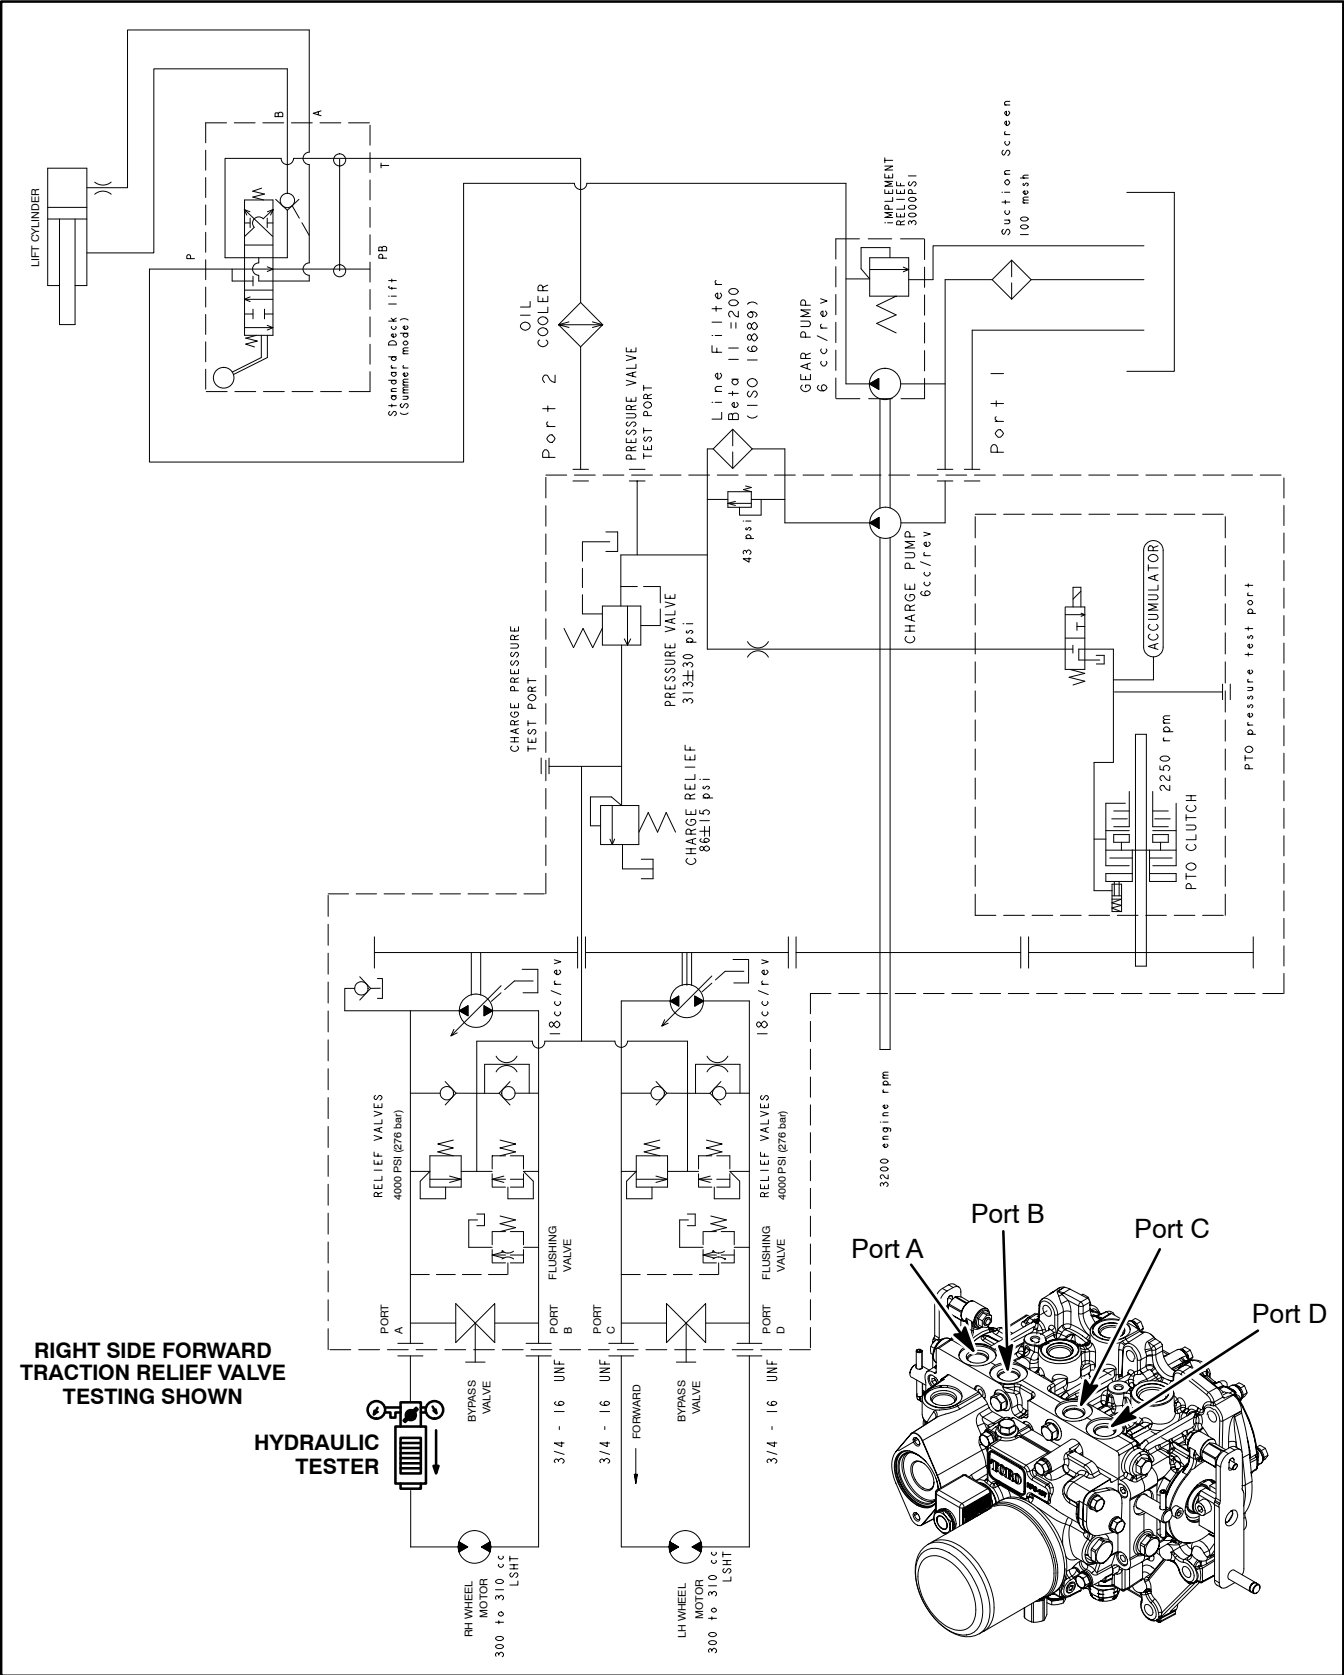 LIFT CYLINDER
B
A
P
T
PB
Standard Deck lift
(Summer mode)
OIL
COOLER
iMPLEMENT
RELIEF
3000PSI
Suction Screen
100 mesh
GEAR PUMP
6 cc/rev
Line Filter
Beta 11 =200
(ISO 16889)
Port 2
PRESSURE VALVE
TEST PORT
Port 1
43 psi
CHARGE PUMP
6cc/rev
PRESSURE VALVE
313±30 psi
CHARGE PRESSURE
TEST PORT
CHARGE RELIEF
86±15 psi
ACCUMULATOR
PTO pressure test port
2250 rpm
PTO CLUTCH
18cc/rev
18cc/rev
RELIEF VALVES
4000 PSI (276 bar)
RELIEF VALVES
4000 PSI (276 bar)
3200 engine rpm
FLUSHING
VALVE
FLUSHING
VALVE
PORT
A
PORT
B
PORT
C
PORT
D
BYPASS
VALVE
3/4 - 16 UNF
3/4 - 16 UNF
FORWARD
BYPASS
VALVE
3/4 - 16 UNF
RIGHT SIDE FORWARD
TRACTION RELIEF VALVE
TESTING SHOWN
HYDRAULIC
TESTER
RH WHEEL
MOTOR
300 to 310 cc
LSHT
LH WHEEL
MOTOR
300 to 310 cc
LSHT
Port A
Port B
Port C
Port D
TORO